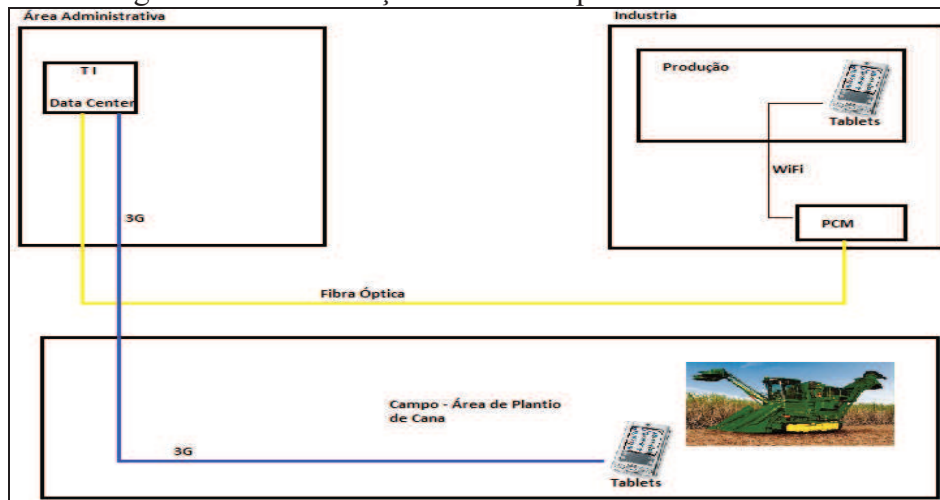 Área Administrativa
T I
Data Center
3G
Industria
Produção
Tablets
WiFi
PCM
Fibra Óptica
Campo - Área de Plantio
de Cana
3G
Tablets